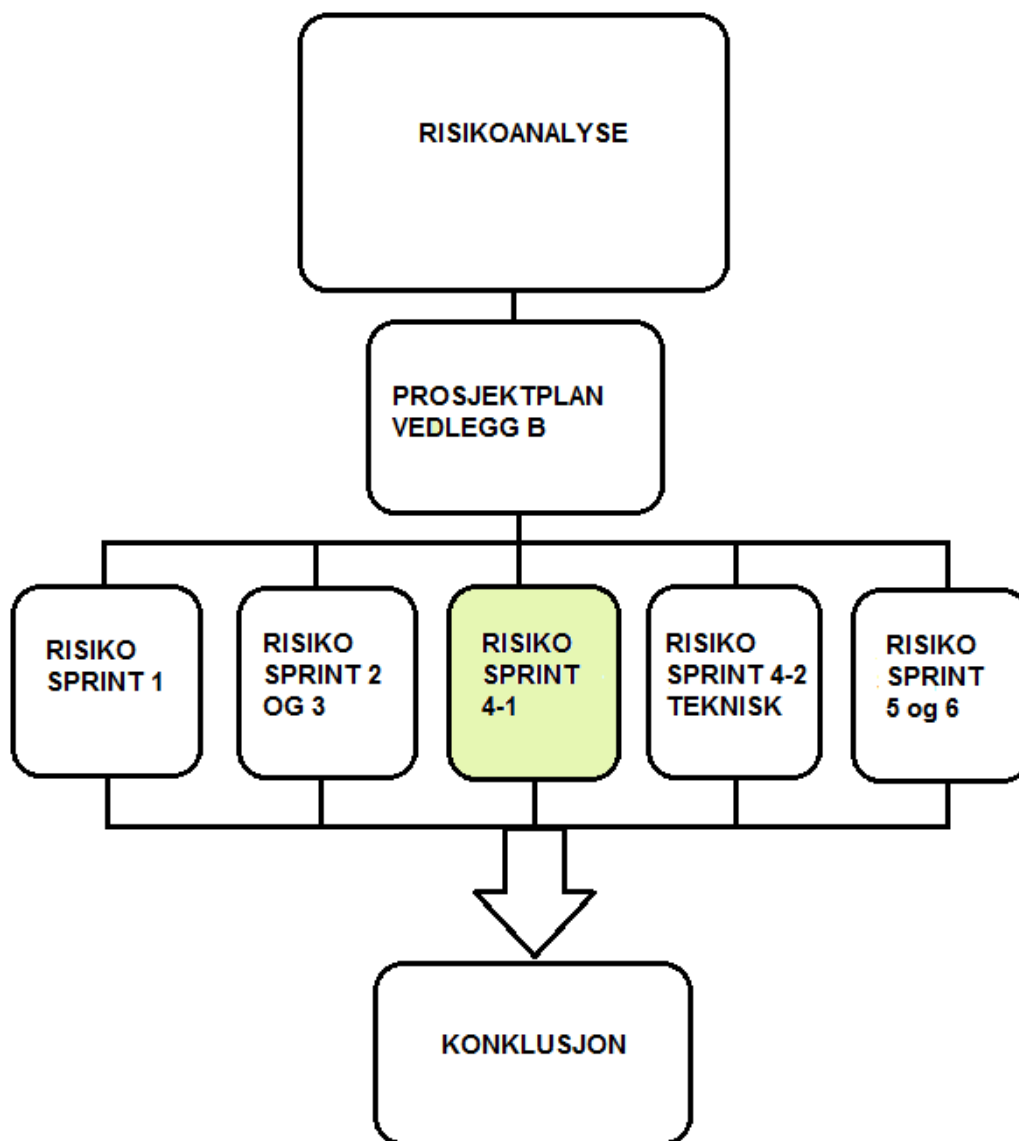 RISIKOANALYSE
PROSJEKTPLAN
VEDLEGG B
RISIKO
SPRINT 1
RISIKO
SPRINT 2
OG 3
RISIKO
SPRINT
4-1
RISIKO
SPRINT 4-2
TEKNISK
RISIKO
SPRINT
5 og 6
KONKLUSJON